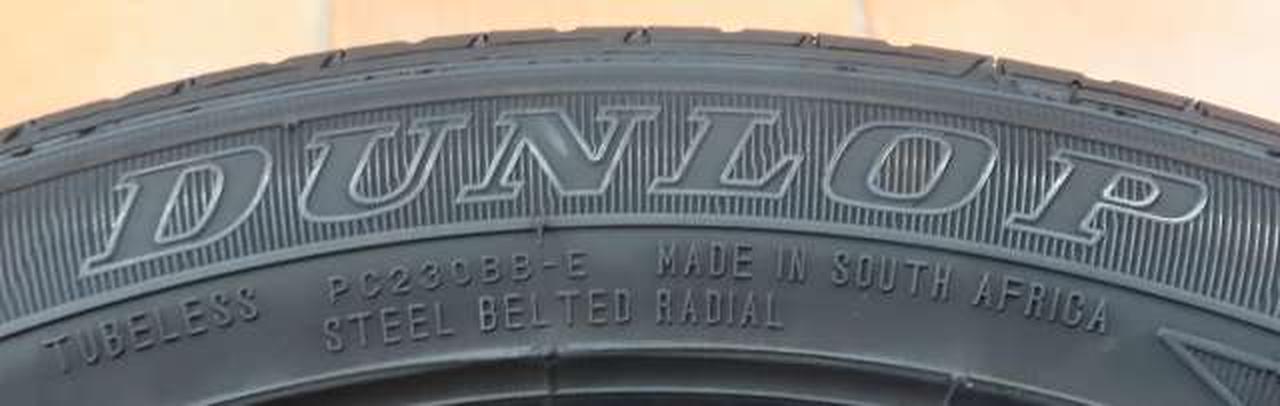 DUNLOP
TUBELESS PC230BB-E MADE IN SOUTH AFRICA
STEEL BELTED RADIAL